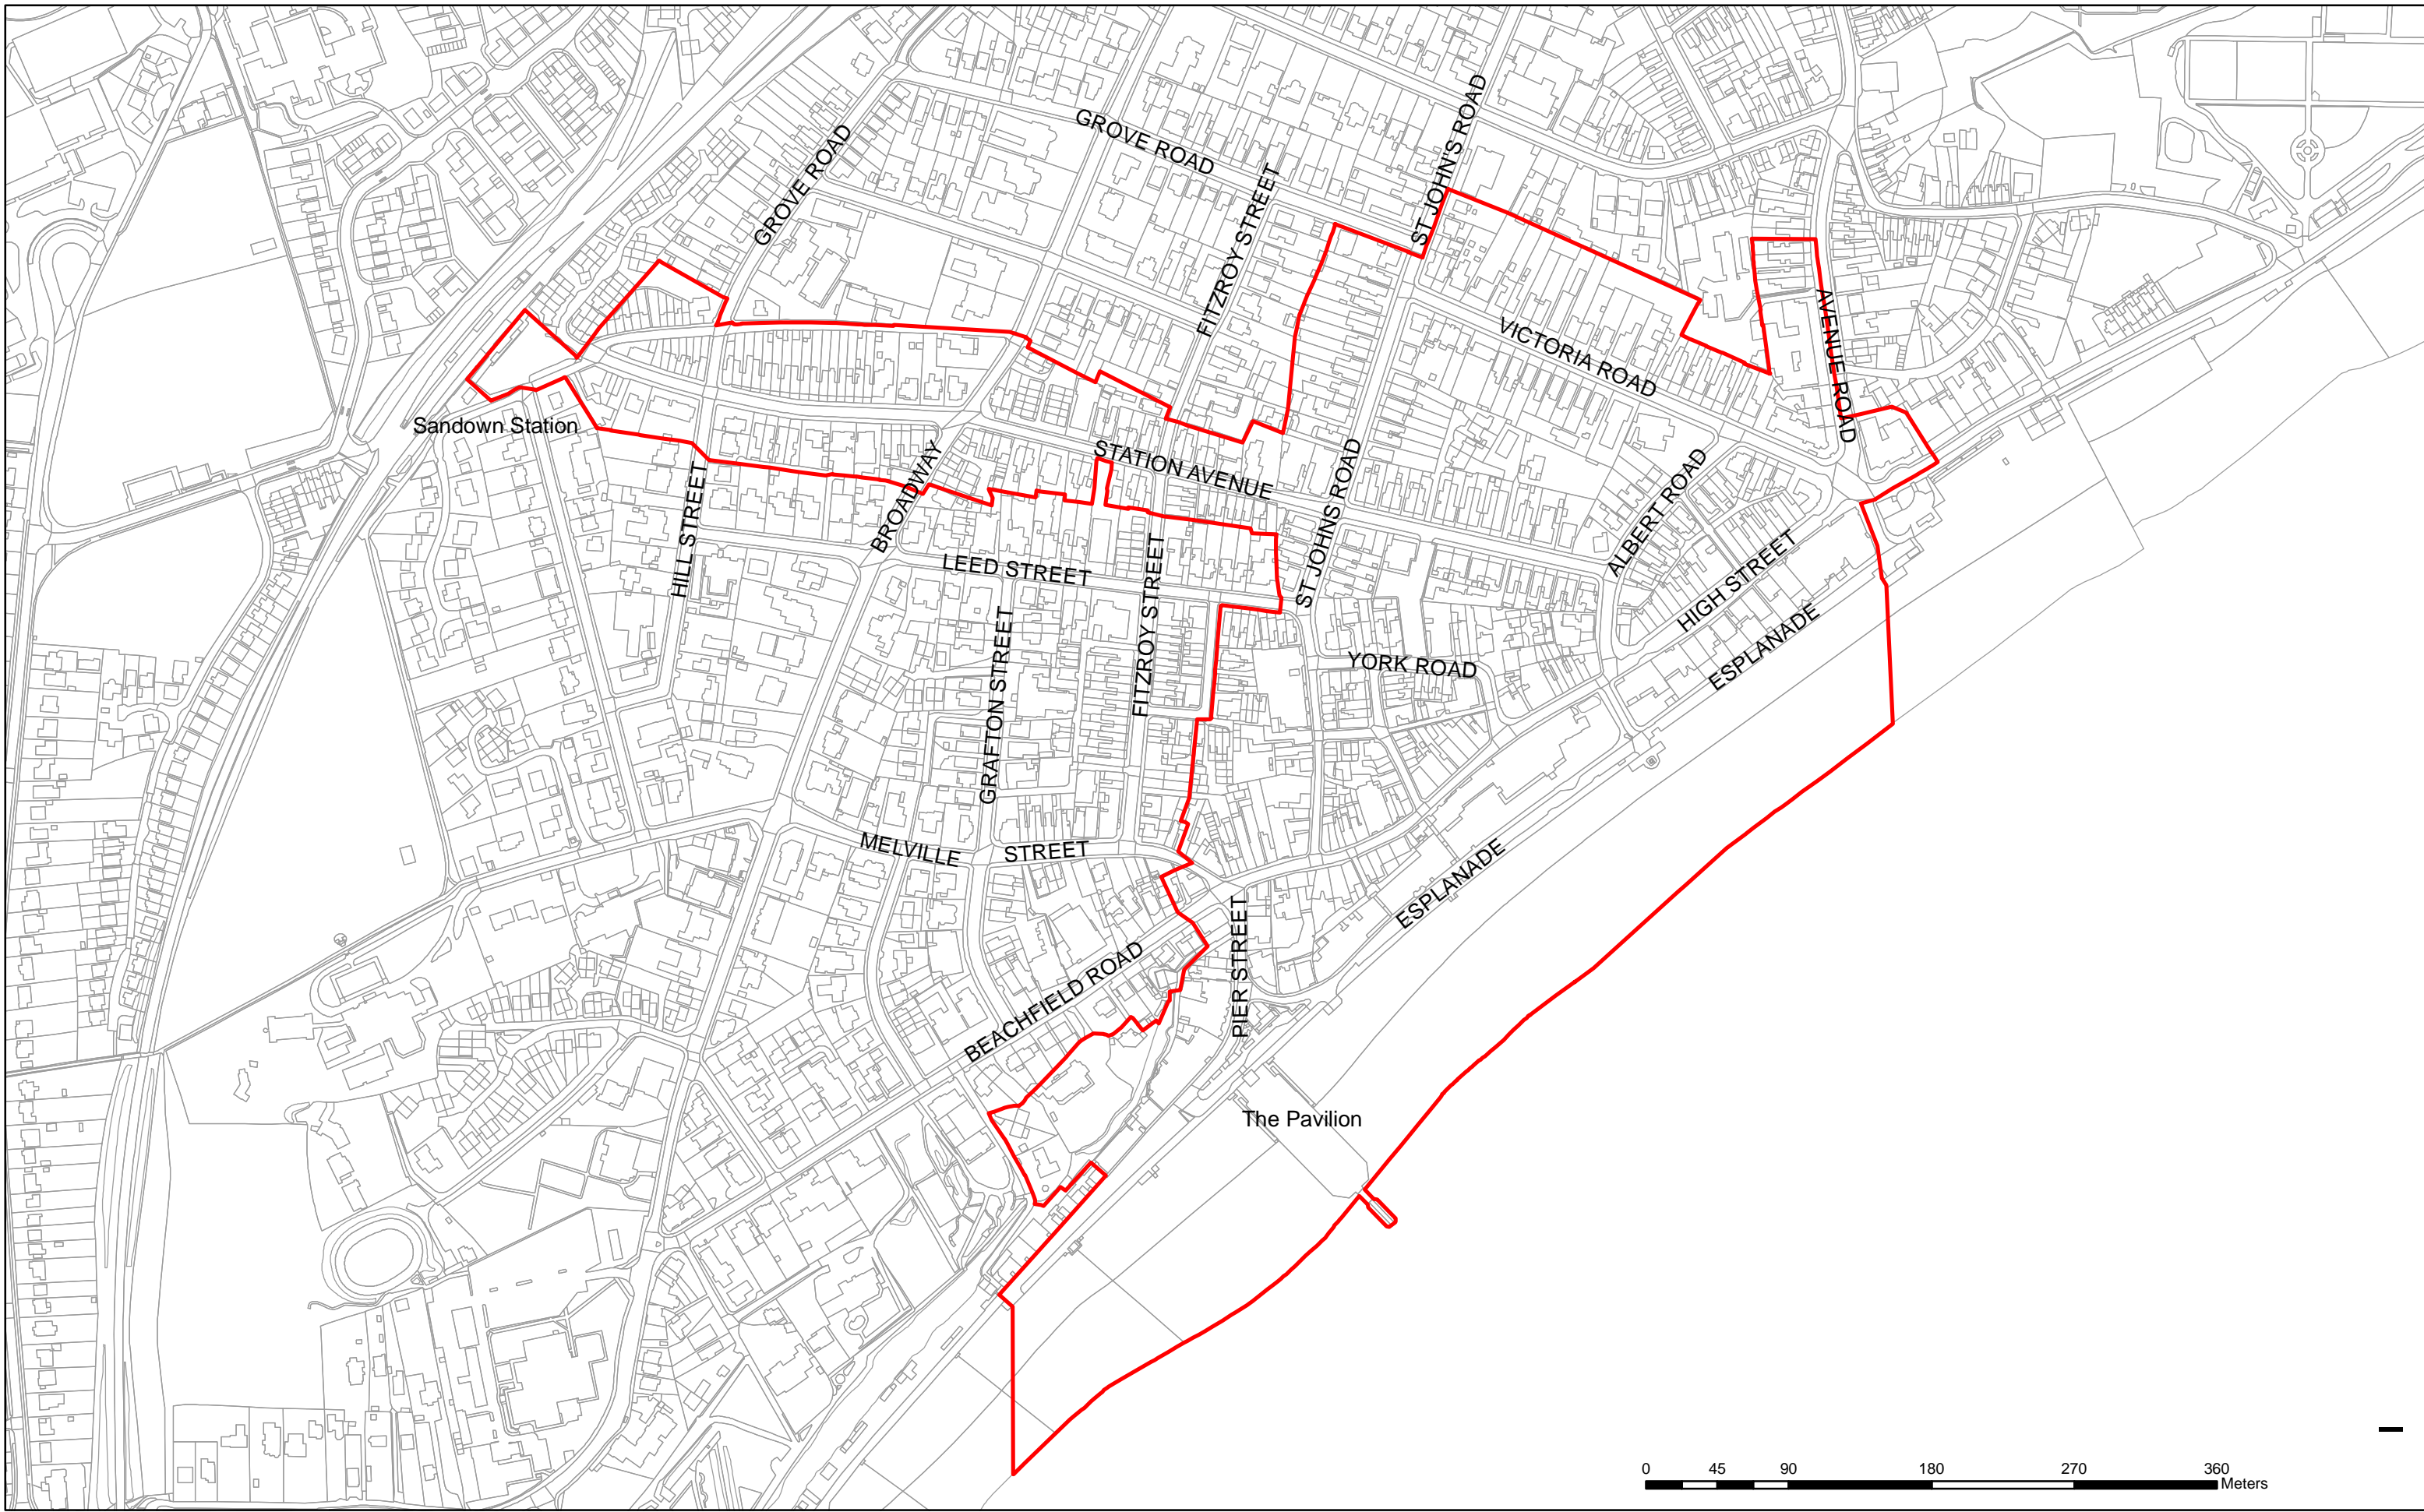 GROVE ROAD
ST JOHN'S ROAD
GROVE ROAD
FITZROY STREET
AVENUE ROAD
VICTORIA ROAD
Sandown Station
STATION AVENUE
BROADWAY
ST JOHNS ROAD
ALBERT ROAD
HILL STREET
HIGH STREET
LEED STREET
FITZROY STREET
ESPLANADE
GRAFTON STREET
YORK ROAD
MELVILLE STREET
ESPLANADE
PIER STREET
BEACHFIELD ROAD
The Pavilion
0 45 90 180 270 360
Meters